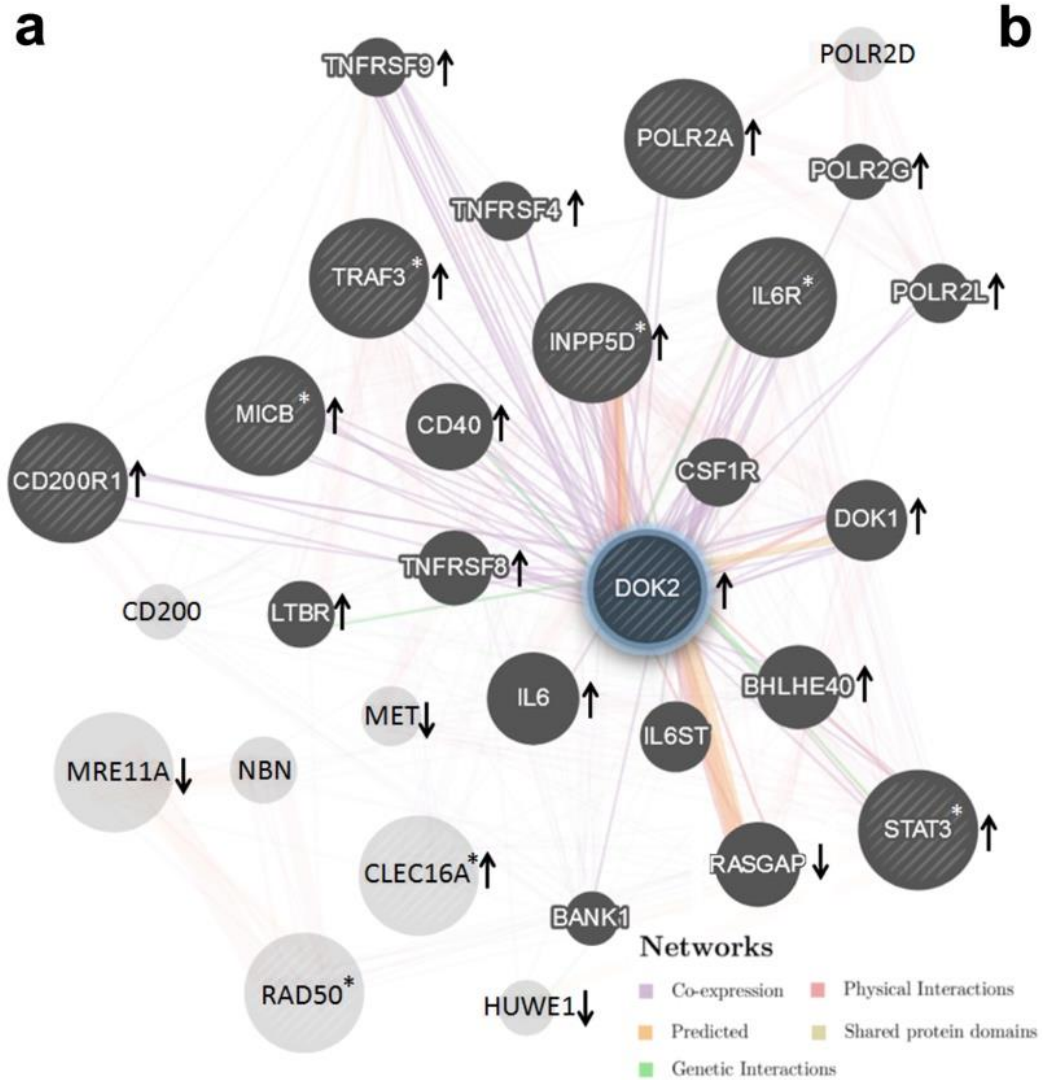 a
b
TNFRSF9↑
POLR2D
POLR2A↑
POLR2G↑
TNFRSF4↑
TRAF3*↑
IL6R*
POLR2L↑
INPP5D*↑
MICB*↑
CD40↑
CSF1R
CD200R1↑
DOK1↑
TNFRSF8↑
DOK2↑
CD200
LTBR↑
IL6↑
BHLHE40↑
MET↓
IL6ST
MRE11A↓
NBN
STAT3*↑
CLEC16A*↑
RASGAP↓
BANK1
RAD50*
HUWE1↓
Networks
Co-expression
Physical Interactions
Predicted
Shared protein domains
Genetic Interactions